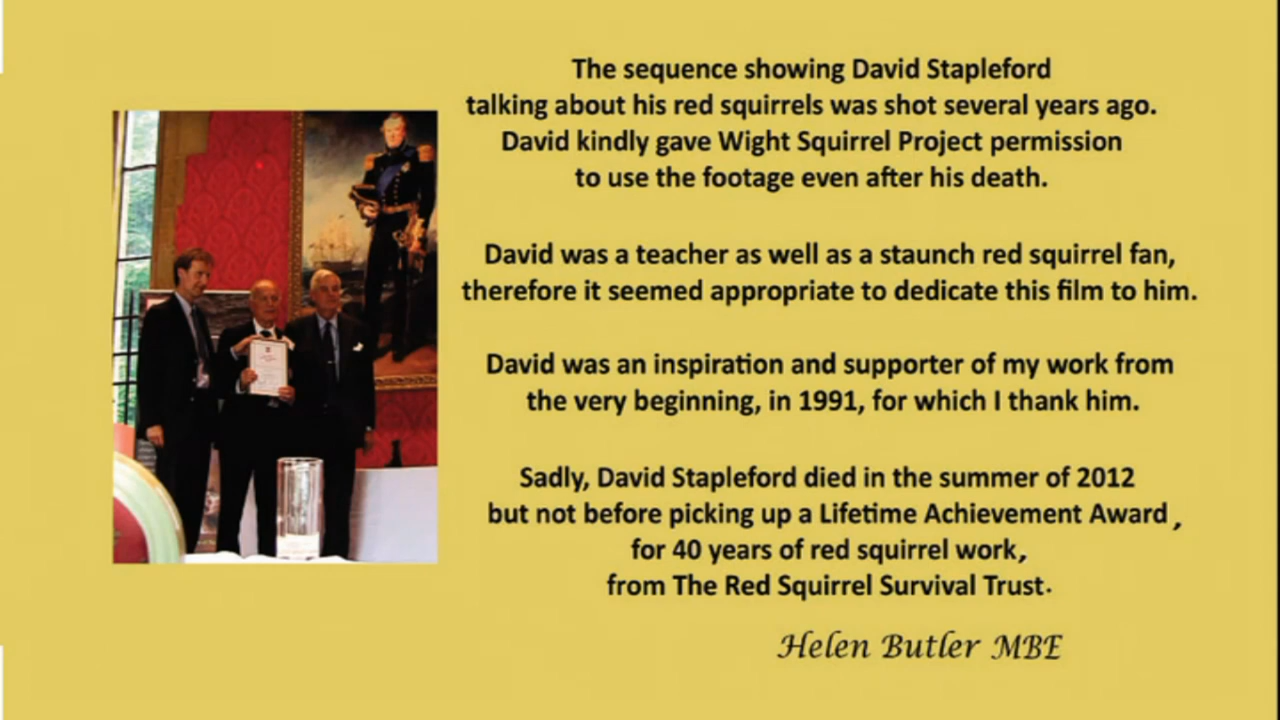 The sequence showing David Stapleford
talking about his red squirrels was shot several years ago.
David kindly gave Wight Squirrel Project permission
to use the footage even after his death.
David was a teacher as well as a staunch red squirrel fan,
therefore it seemed appropriate to dedicate this film to him.
David was an inspiration and supporter of my work from
the very beginning, in 1991, for which I thank him.
Sadly, David Stapleford died in the summer of 2012
but not before picking up a Lifetime Achievement Award ,
for 40 years of red squirrel work,
from The Red Squirrel Survival Trust.
Helen Butler MBE